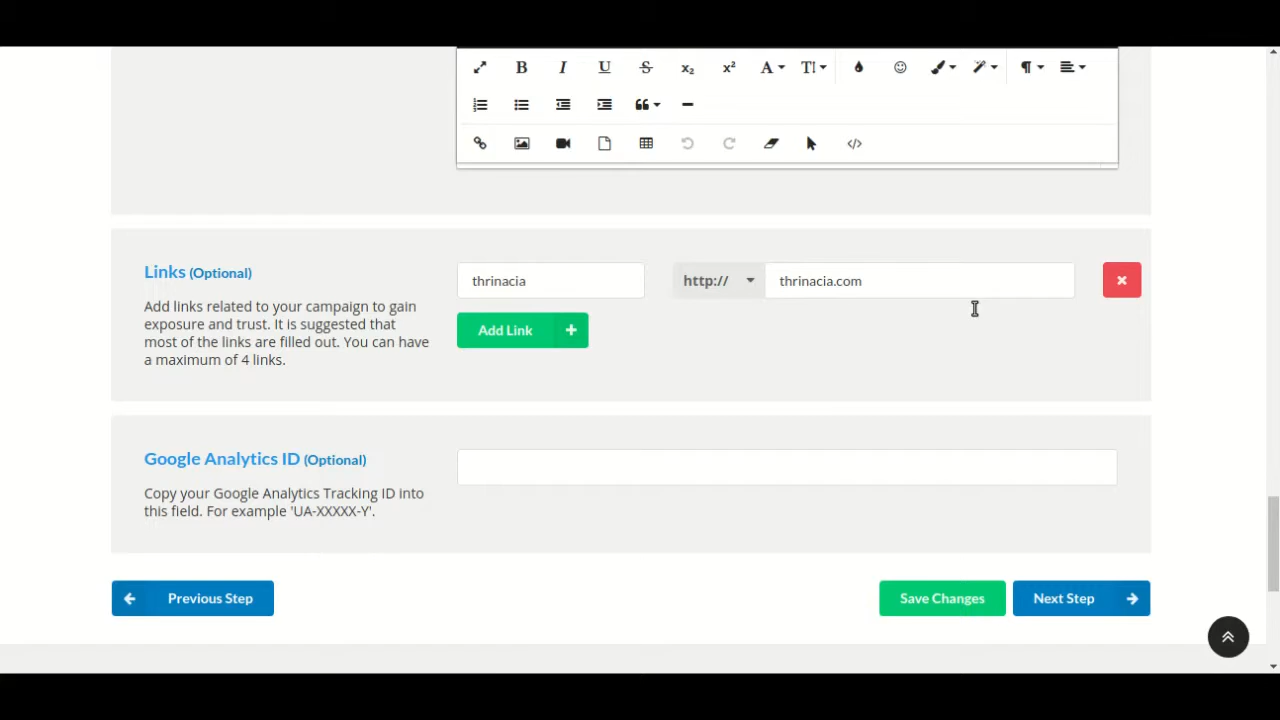 B I U S x₂ x² A T!
Links (Optional)
Add links related to your campaign to gain
exposure and trust. It is suggested that
most of the links are filled out. You can have
a maximum of 4 links.
thrinacia http:// thrinacia.com
Add Link +
Google Analytics ID (Optional)
Copy your Google Analytics Tracking ID into
this field. For example 'UA-XXXXX-Y'.
Previous Step Save Changes Next Step